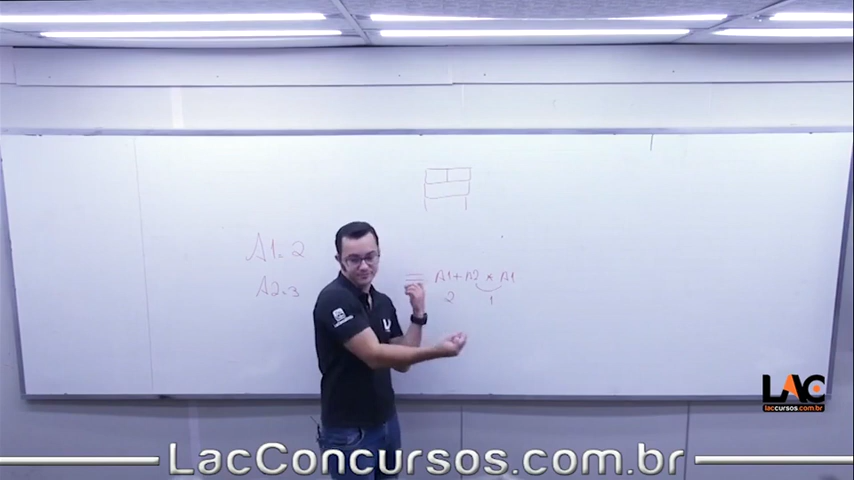 A1. 2
A2. 3
= A1 + A2 * A1
2 1
LAC
laccursos.com.br
LacConcursos.com.br